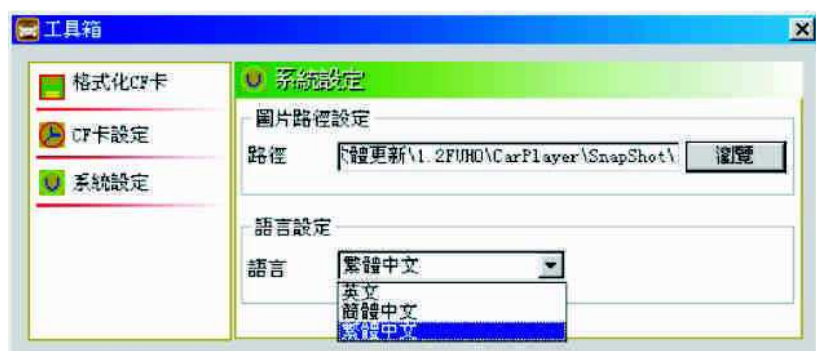 工具箱
格式化CF卡
CF卡設定
系統設定
系統設定
圖片路徑設定
路徑
體更新\1.2FUHO\CarPlayer\SnapShot\
瀏覽
語言設定
語言
繁體中文
英文
簡體中文
繁體中文